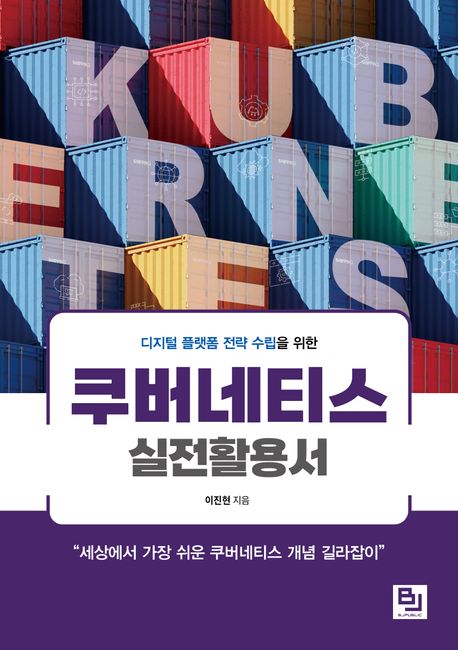 KUB
ERNE
TES
디지털 플랫폼 전략 수립을 위한
쿠버네티스
실전활용서
이진현 지음
“세상에서 가장 쉬운 쿠버네티스 개념 길라잡이”
BJ
BJPUBLIC